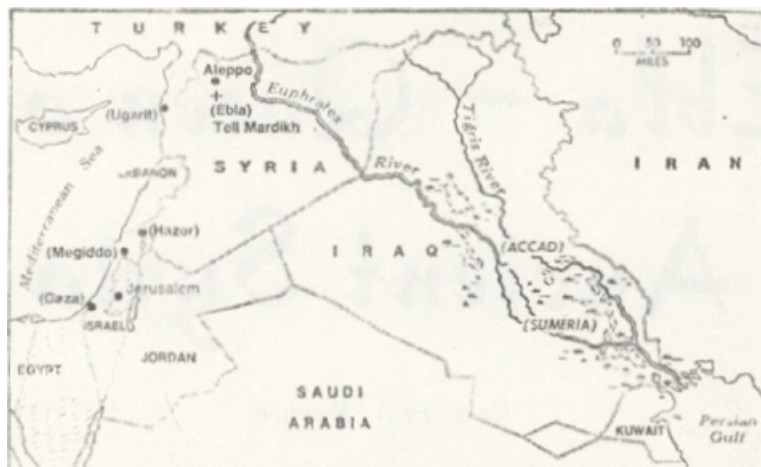 TURKEY
0 50 100
MILES
Aleppo
(Ebla)
Tell Mardikh
Euphrates
River
Tigris River
(Ugarit)
CYPRUS
SYRIA
IRAN
LEBANON
Mediterranean Sea
(Hazor)
(Megiddo)
IRAQ
(ACCAD)
(Gaza)
Jerusalem
ISRAEL
(SUMERIA)
EGYPT
JORDAN
SAUDI
ARABIA
KUWAIT
Persian
Gulf